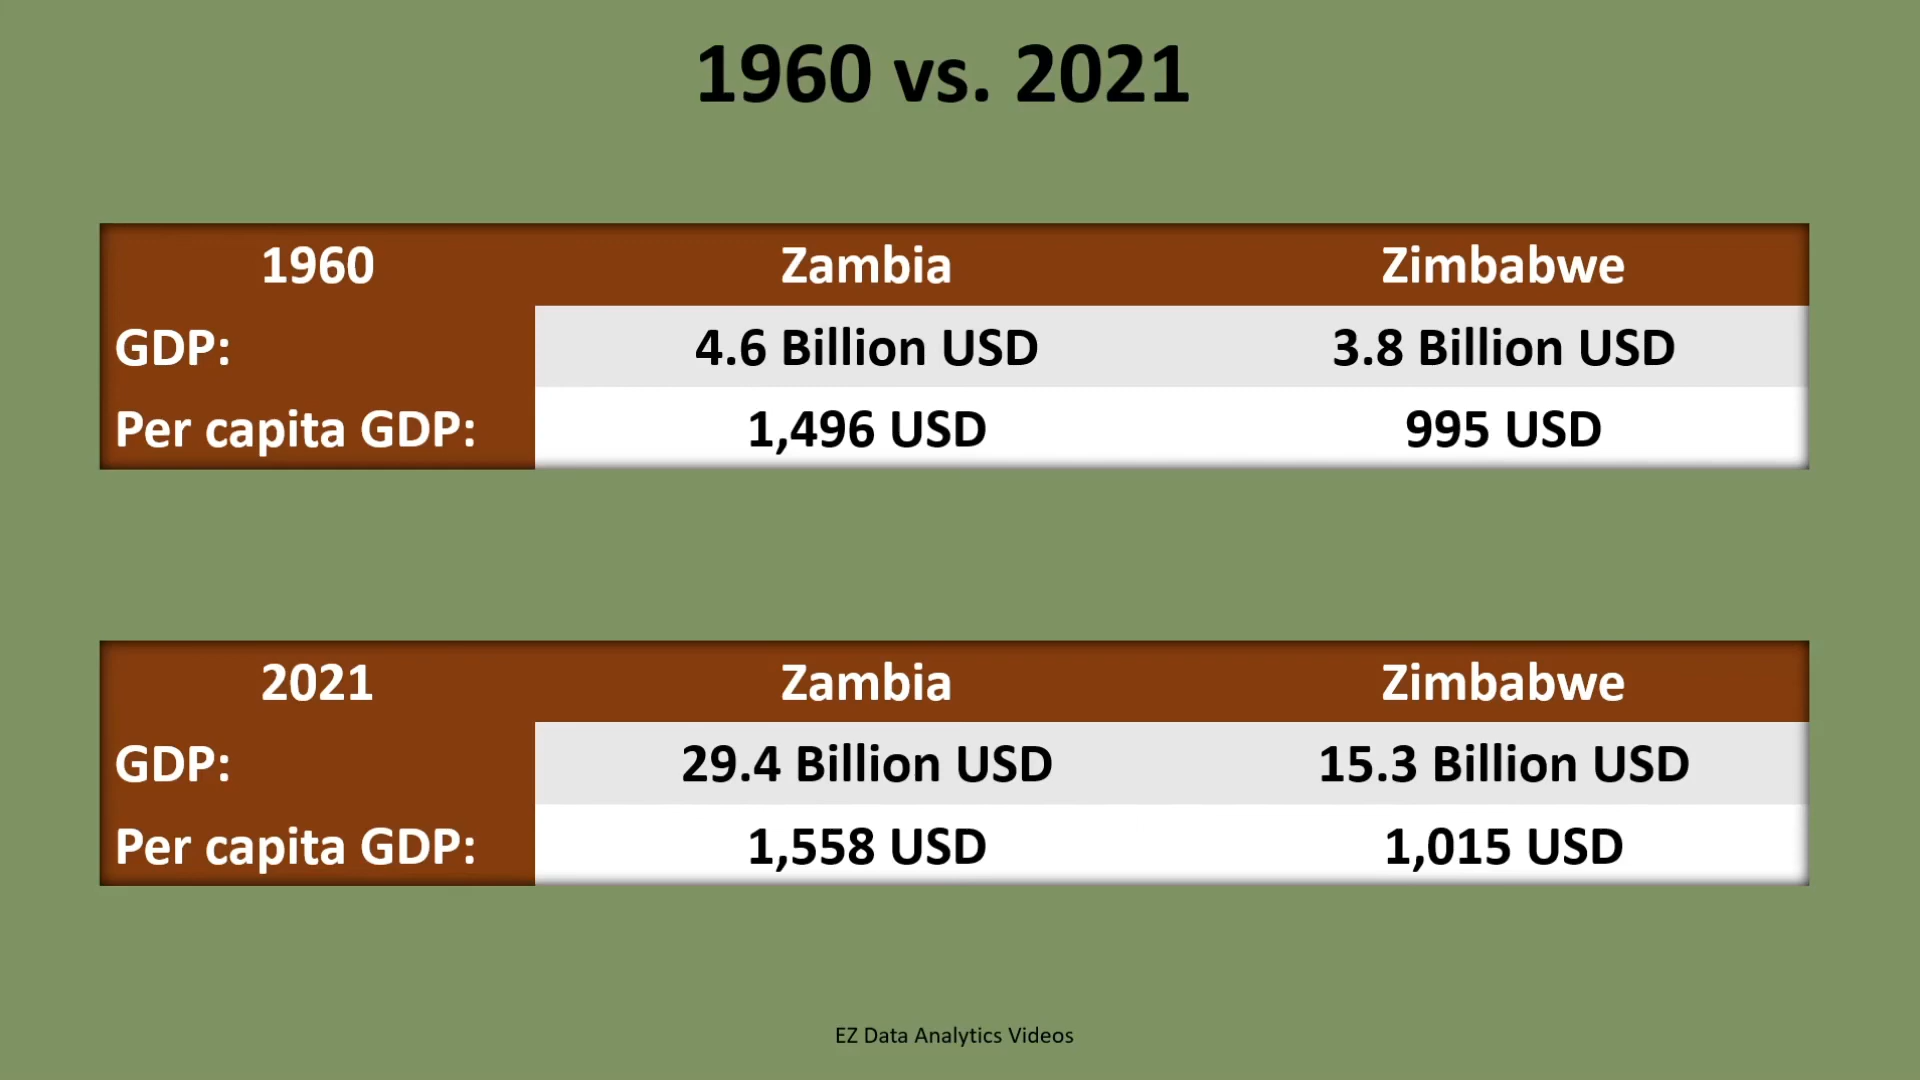 1960 vs. 2021
1960 Zambia Zimbabwe
GDP: 4.6 Billion USD 3.8 Billion USD
Per capita GDP: 1,496 USD 995 USD
2021 Zambia Zimbabwe
GDP: 29.4 Billion USD 15.3 Billion USD
Per capita GDP: 1,558 USD 1,015 USD
EZ Data Analytics Videos